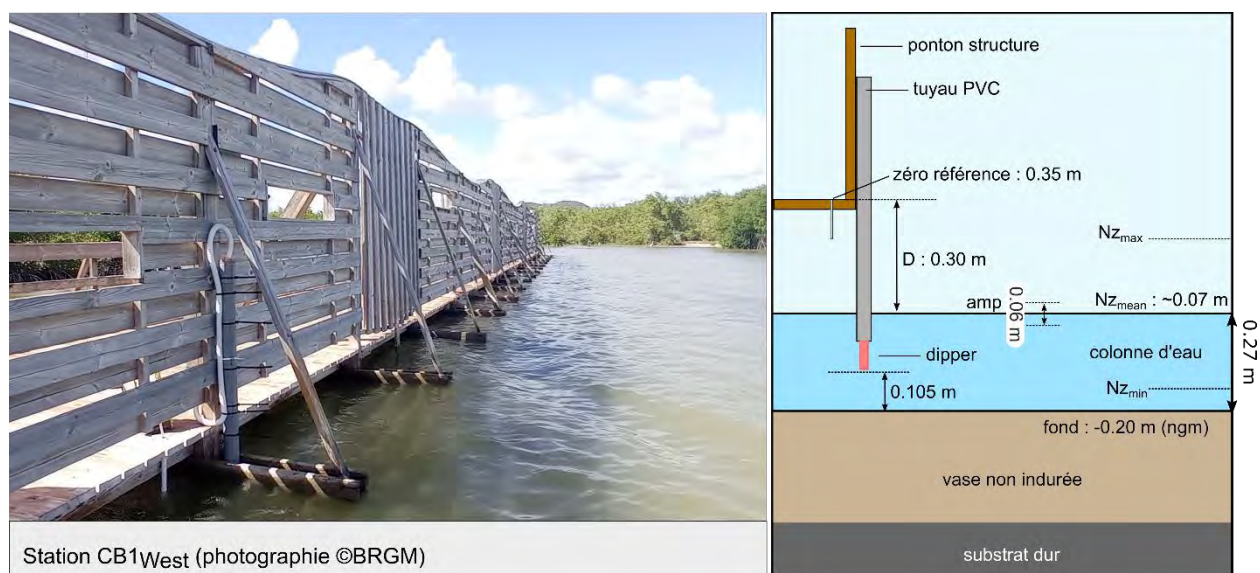 ponton structure
tuyau PVC
zéro référence : 0.35 m
Nzmax
D : 0.30 m
amp
0.06 m
Nzmean : ~0.07 m
0.27 m
dipper
colonne d'eau
Nzmin
0.105 m
fond : -0.20 m (ngm)
vase non indurée
substrat dur
Station CB1West (photographie ©BRGM)